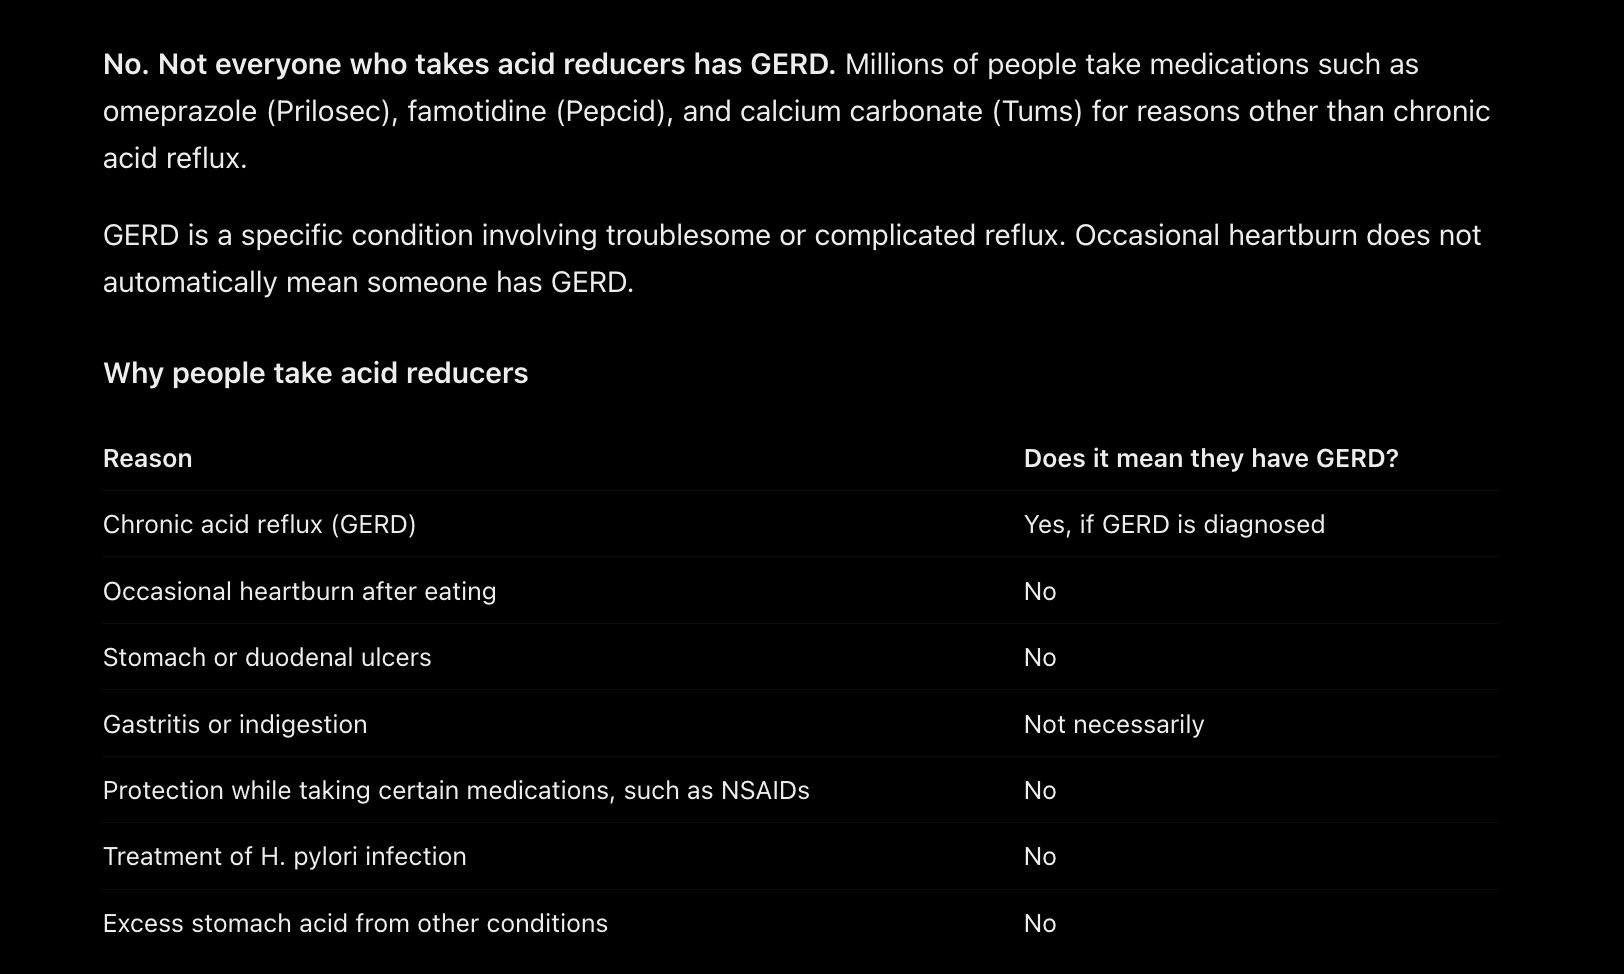 No. Not everyone who takes acid reducers has GERD. Millions of people take medications such as
omeprazole (Prilosec), famotidine (Pepcid), and calcium carbonate (Tums) for reasons other than chronic
acid reflux.
GERD is a specific condition involving troublesome or complicated reflux. Occasional heartburn does not
automatically mean someone has GERD.
Why people take acid reducers
Reason Does it mean they have GERD?
Chronic acid reflux (GERD) Yes, if GERD is diagnosed
Occasional heartburn after eating No
Stomach or duodenal ulcers No
Gastritis or indigestion Not necessarily
Protection while taking certain medications, such as NSAIDs No
Treatment of H. pylori infection No
Excess stomach acid from other conditions No